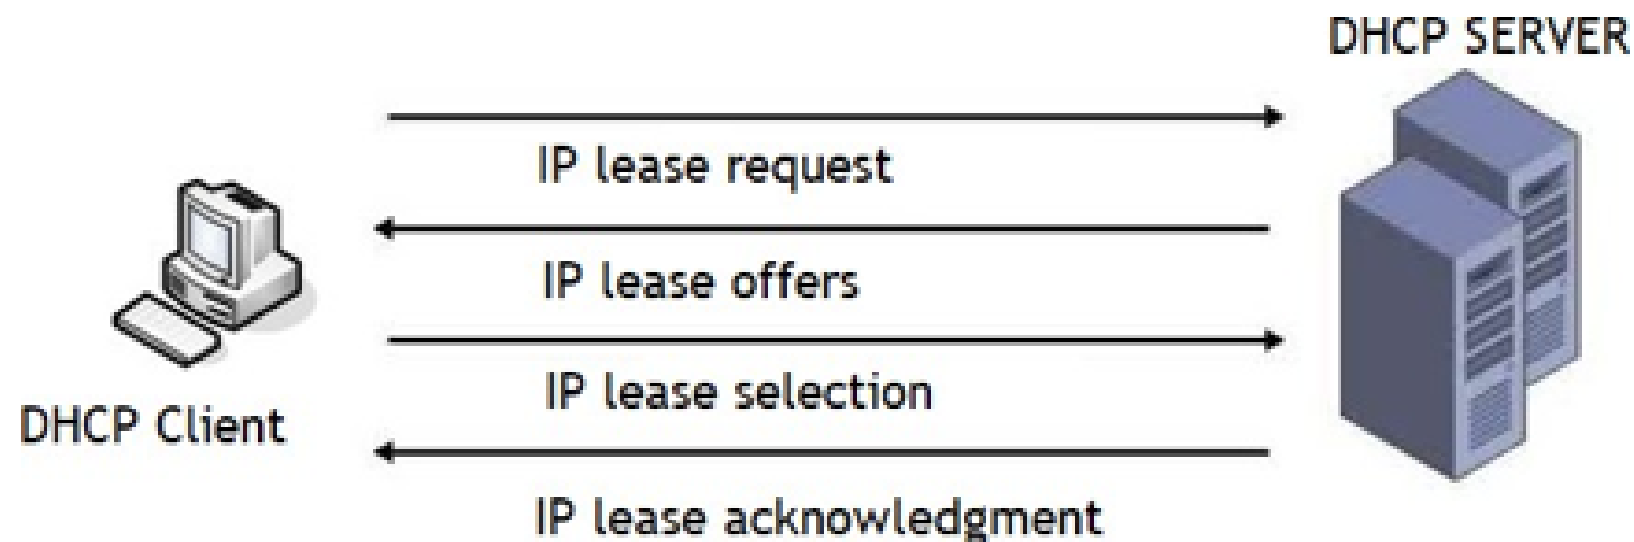 DHCP SERVER
IP lease request
IP lease offers
IP lease selection
DHCP Client
IP lease acknowledgment